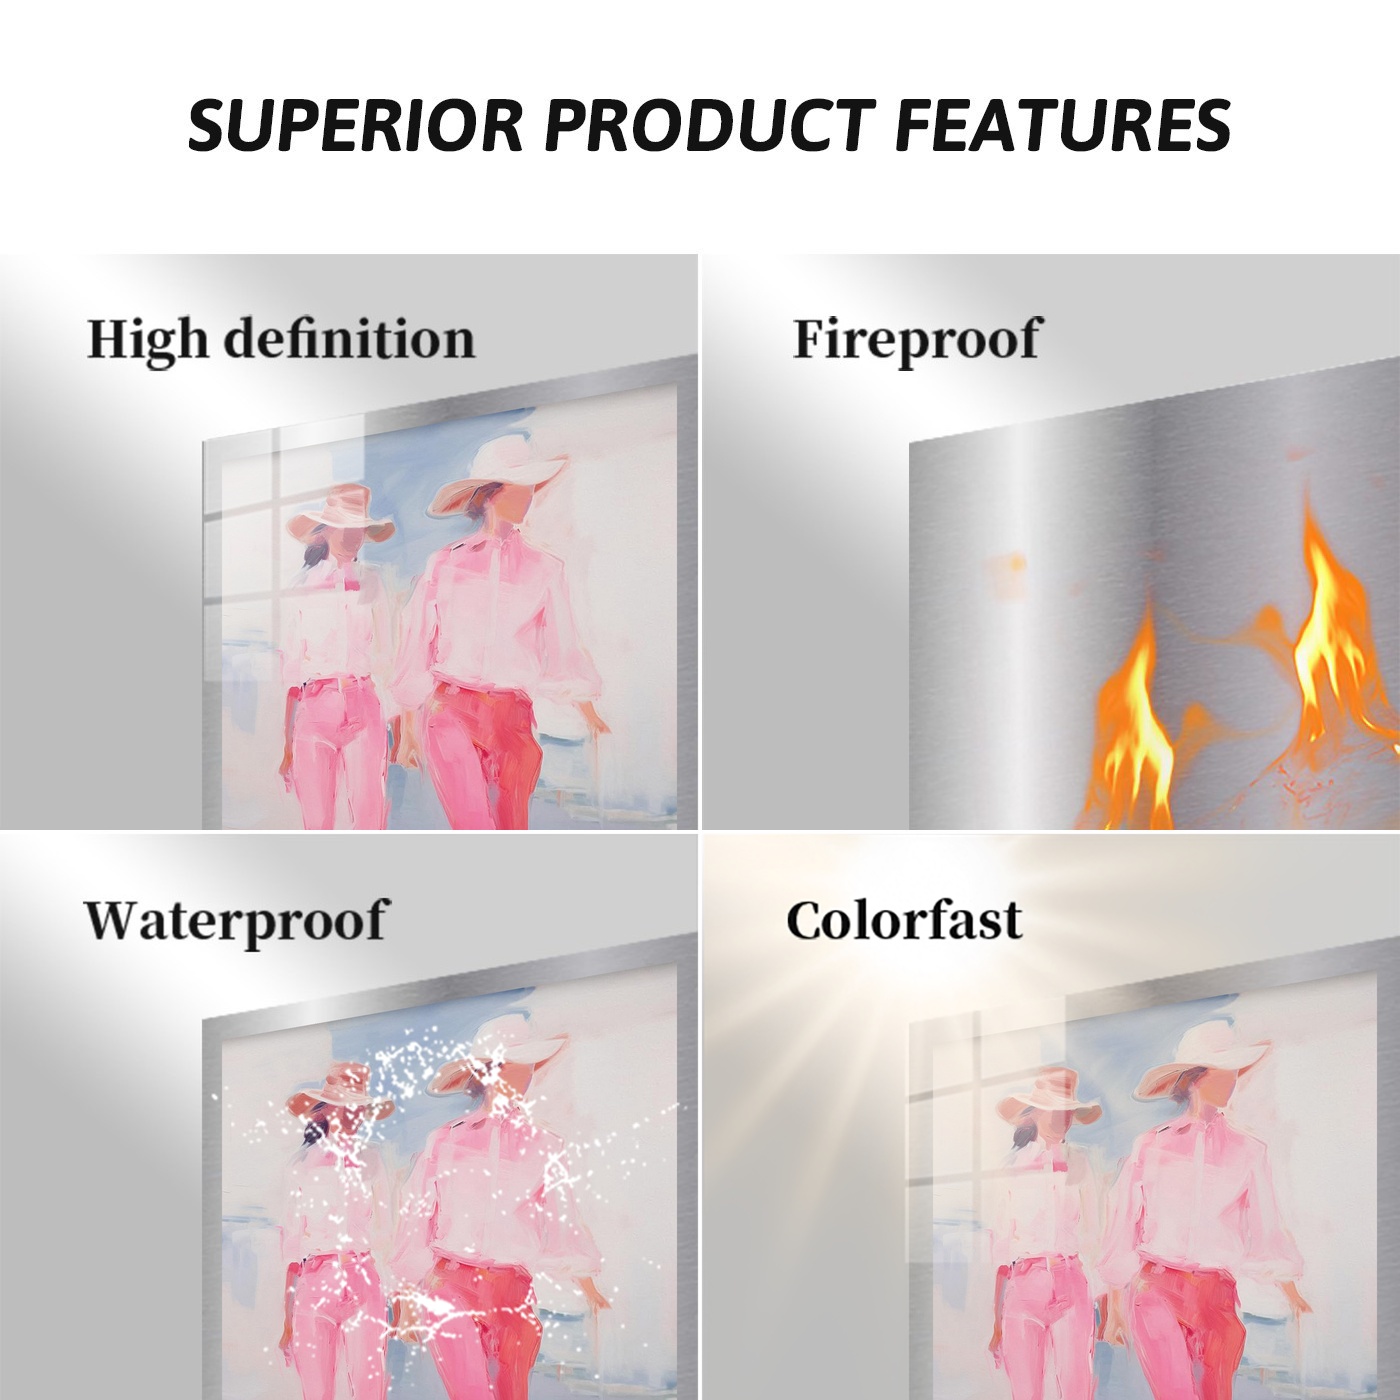 SUPERIOR PRODUCT FEATURES
High definition
Fireproof
Waterproof
Colorfast